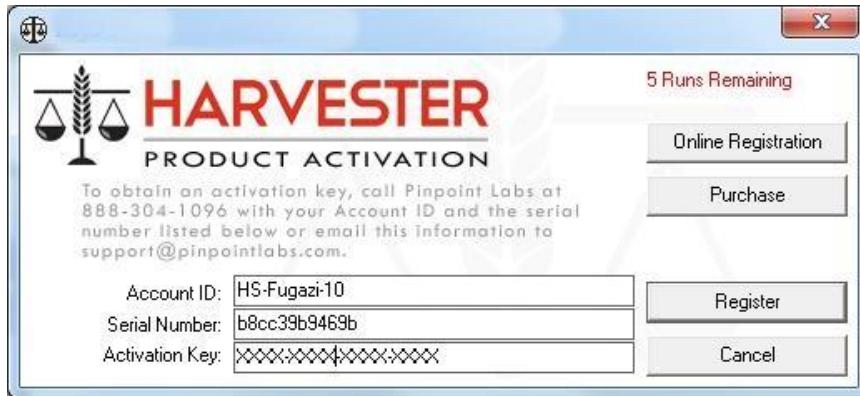 HARVESTER
PRODUCT ACTIVATION
To obtain an activation key, call Pinpoint Labs at
888-304-1096 with your Account ID and the serial
number listed below or email this information to
support@pinpointlabs.com.
5 Runs Remaining
Online Registration
Purchase
Account ID: HS-Fugazi-10
Serial Number: b8cc39b9469b
Activation Key: XXXX-XXXX-XXXX-XXXX
Register
Cancel